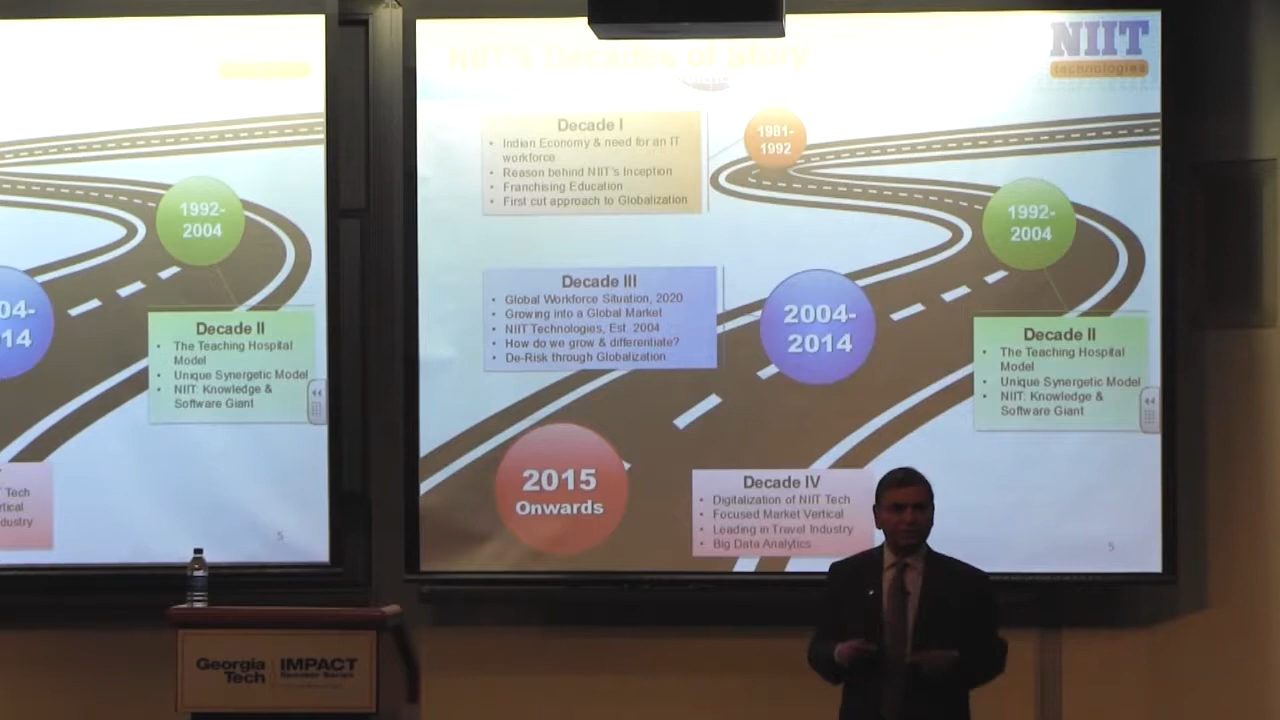 1992-
2004
04-
14
Decade II
• The Teaching Hospital
Model
• Unique Synergetic Model
• NIIT: Knowledge &
Software Giant
Tech
rtical
dustry
5
Decades of Story
NIIT
technologies
Decade I
• Indian Economy & need for an IT
workforce
• Reason behind NIIT's Inception
• Franchising Education
• First cut approach to Globalization
1981-
1992
1992-
2004
Decade III
• Global Workforce Situation, 2020
• Growing into a Global Market
• NIIT Technologies, Est. 2004
• How do we grow & differentiate?
• De-Risk through Globalization
2004-
2014
Decade II
• The Teaching Hospital
Model
• Unique Synergetic Model
• NIIT: Knowledge &
Software Giant
2015
Onwards
Decade IV
• Digitalization of NIIT Tech
• Focused Market Vertical
• Leading in Travel Industry
• Big Data Analytics
5
Georgia
Tech
IMPACT
Speaker Series